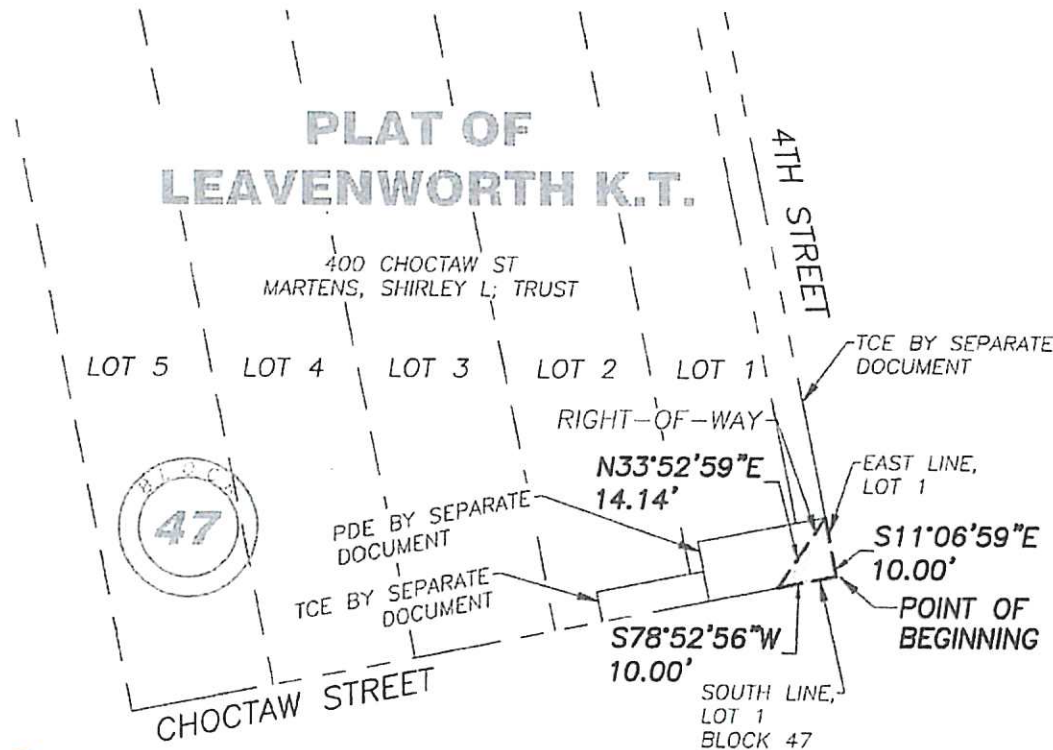 PLAT OF
LEAVENWORTH K.T.
4TH STREET
400 CHOCTAW ST
MARTENS, SHIRLEY L; TRUST
TCE BY SEPARATE
DOCUMENT
LOT 5
LOT 4
LOT 3
LOT 2
LOT 1
RIGHT-OF-WAY
N33°52'59"E
14.14'
EAST LINE,
LOT 1
BLOCK
47
PDE BY SEPARATE
DOCUMENT
S11°06'59"E
10.00'
TCE BY SEPARATE
DOCUMENT
POINT OF
BEGINNING
S78°52'56"W
10.00'
CHOCTAW STREET
SOUTH LINE,
LOT 1
BLOCK 47